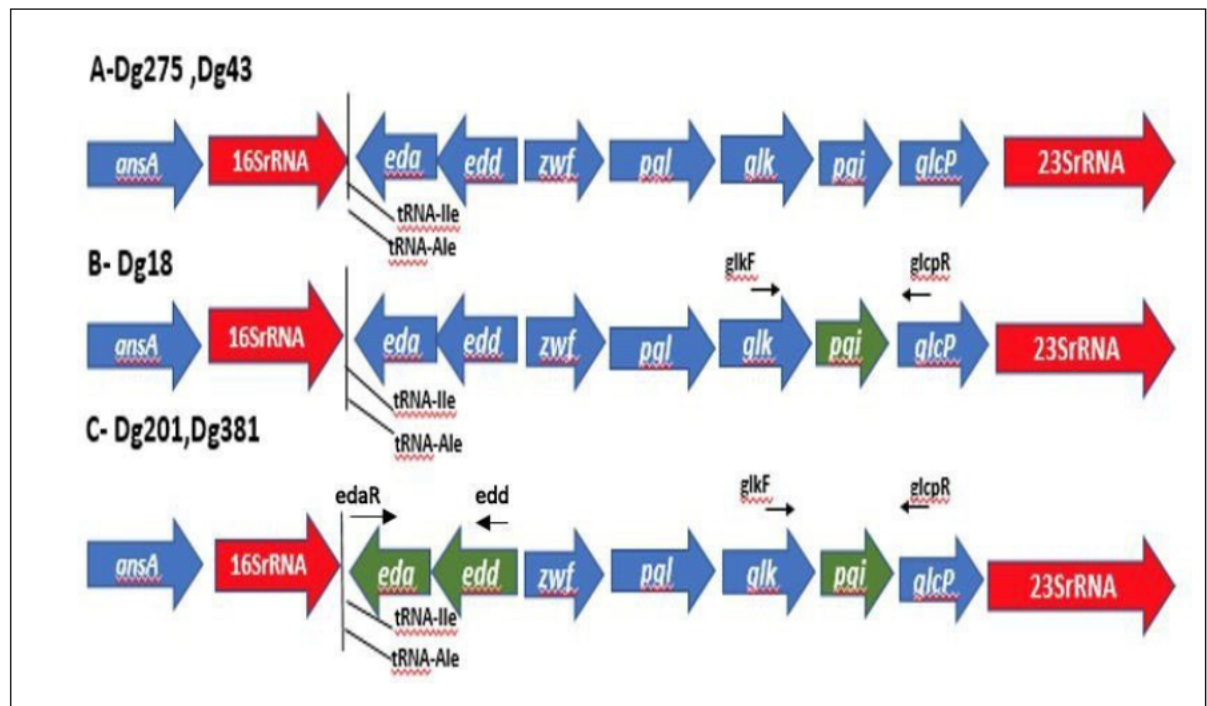 A-Dg275 ,Dg43
ansA 16SrRNA eda edd zwf pgl glk pgi glcP 23SrRNA
tRNA-Ile
tRNA-Ale
B- Dg18
glkF glcpR
ansA 16SrRNA eda edd zwf pgl glk pgi glcP 23SrRNA
tRNA-Ile
tRNA-Ale
C- Dg201,Dg381
edaR edd glkF glcpR
ansA 16SrRNA eda edd zwf pgl glk pgi glcP 23SrRNA
tRNA-Ile
tRNA-Ale